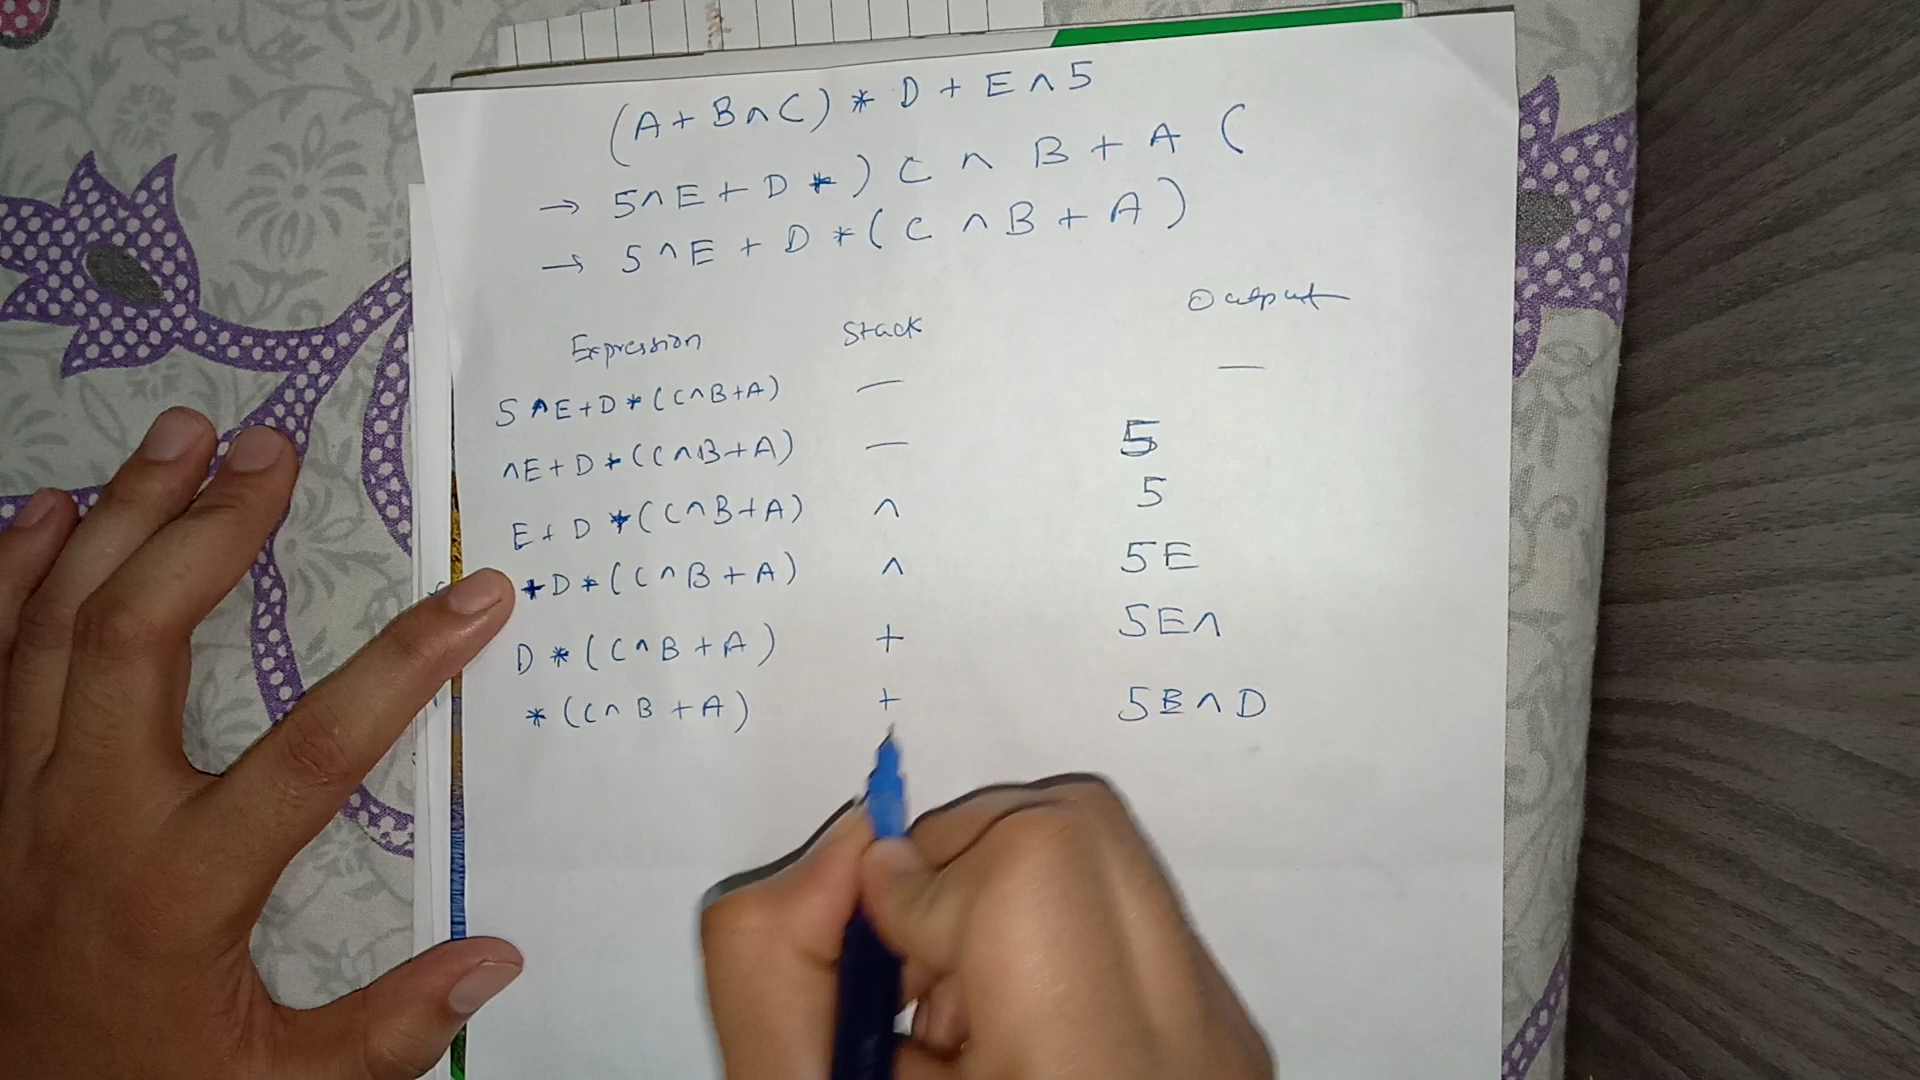 (A+B^C) * D + E ^ 5
→ 5^E + D * ) C ^ B + A (
→ 5^E + D * ( C ^ B + A )
Expression Stack Output
5^E+D*(C^B+A) — —
^E+D*(C^B+A) — 5
E+D*(C^B+A) ^ 5
+D*(C^B+A) ^ 5E
D*(C^B+A) + 5E^
*(C^B+A) + 5E^D